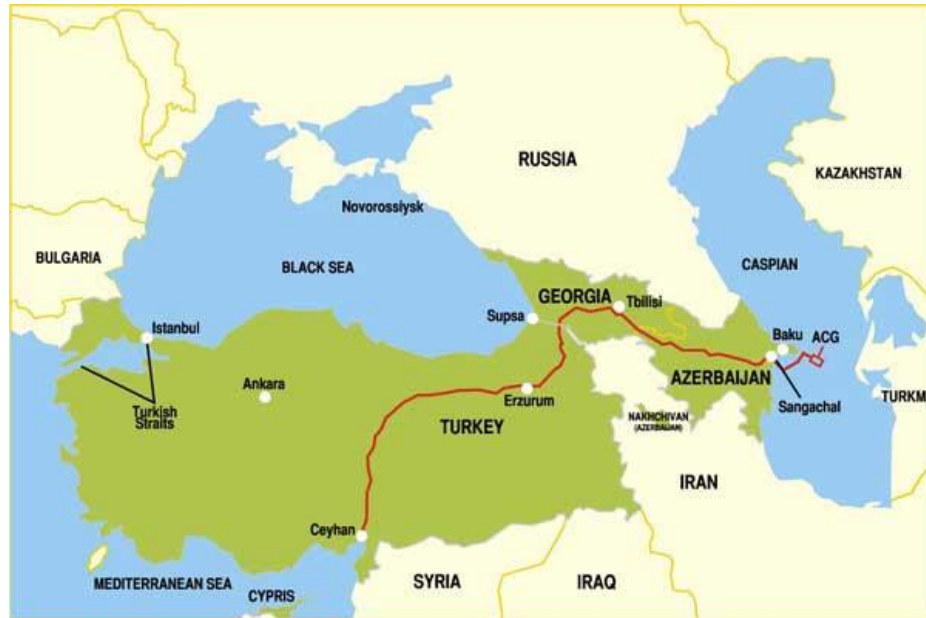 RUSSIA
KAZAKHSTAN
Novorossiysk
BULGARIA
BLACK SEA
CASPIAN
GEORGIA
Tbilisi
Supsa
Istanbul
Baku
ACG
AZERBAIJAN
Ankara
Erzurum
Sangachal
TURKM
Turkish
Straits
TURKEY
NAKHCHIVAN
(AZERBAIJAN)
IRAN
Ceyhan
MEDITERRANEAN SEA
SYRIA
IRAQ
CYPRIS